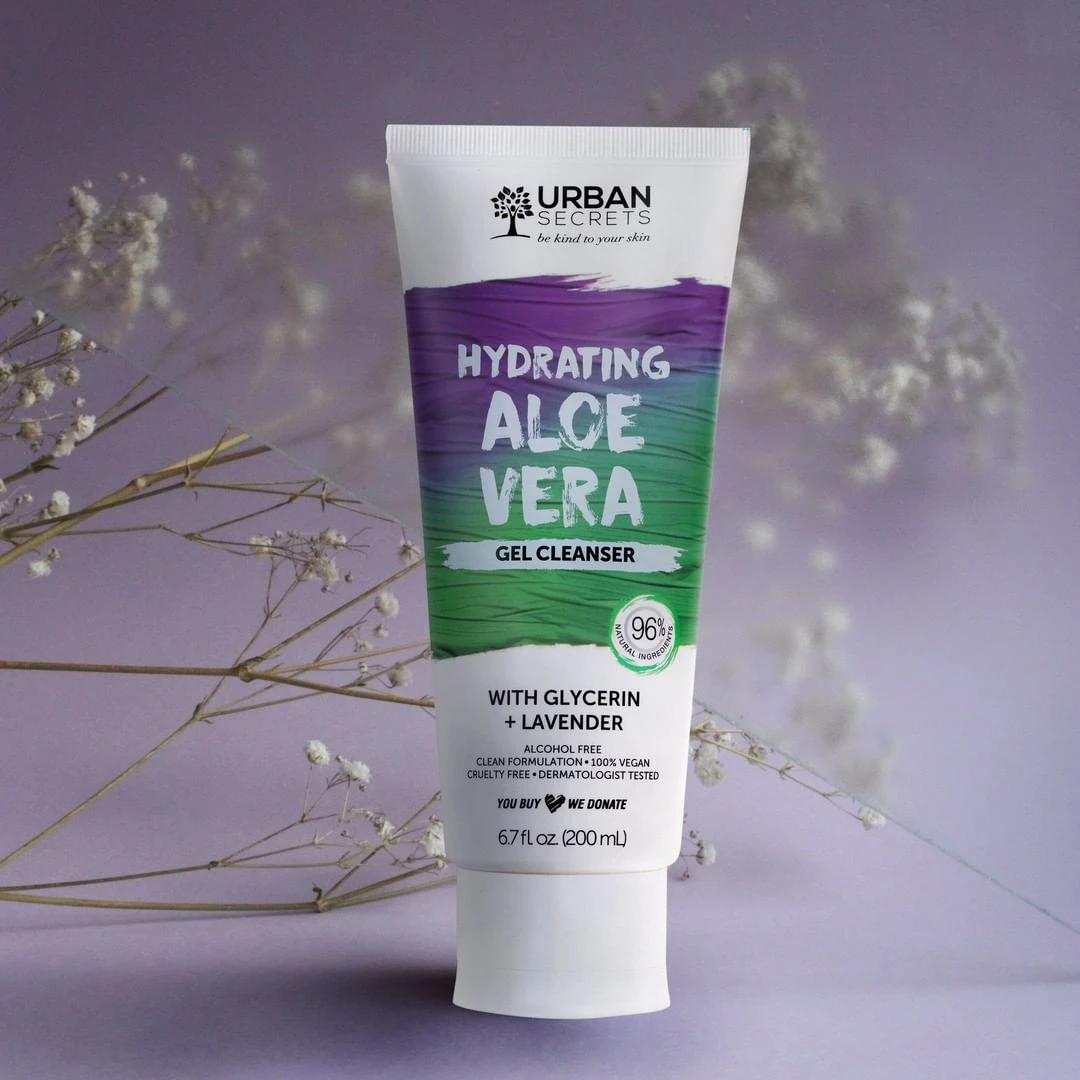 URBAN
SECRETS
be kind to your skin
HYDRATING
ALOE
VERA
GEL CLEANSER
96%
NATURAL INGREDIENTS
WITH GLYCERIN
+ LAVENDER
ALCOHOL FREE
CLEAN FORMULATION • 100% VEGAN
CRUELTY FREE • DERMATOLOGIST TESTED
YOU BUY WE DONATE
6.7 fl. oz. (200 mL)